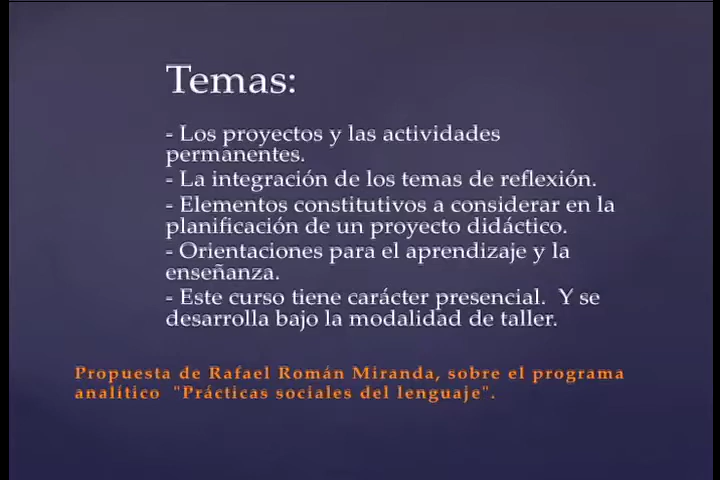 Temas:
- Los proyectos y las actividades
permanentes.
- La integración de los temas de reflexión.
- Elementos constitutivos a considerar en la
planificación de un proyecto didáctico.
- Orientaciones para el aprendizaje y la
enseñanza.
- Este curso tiene carácter presencial.  Y se
desarrolla bajo la modalidad de taller.
Propuesta de Rafael Román Miranda, sobre el programa
analítico  "Prácticas sociales del lenguaje".